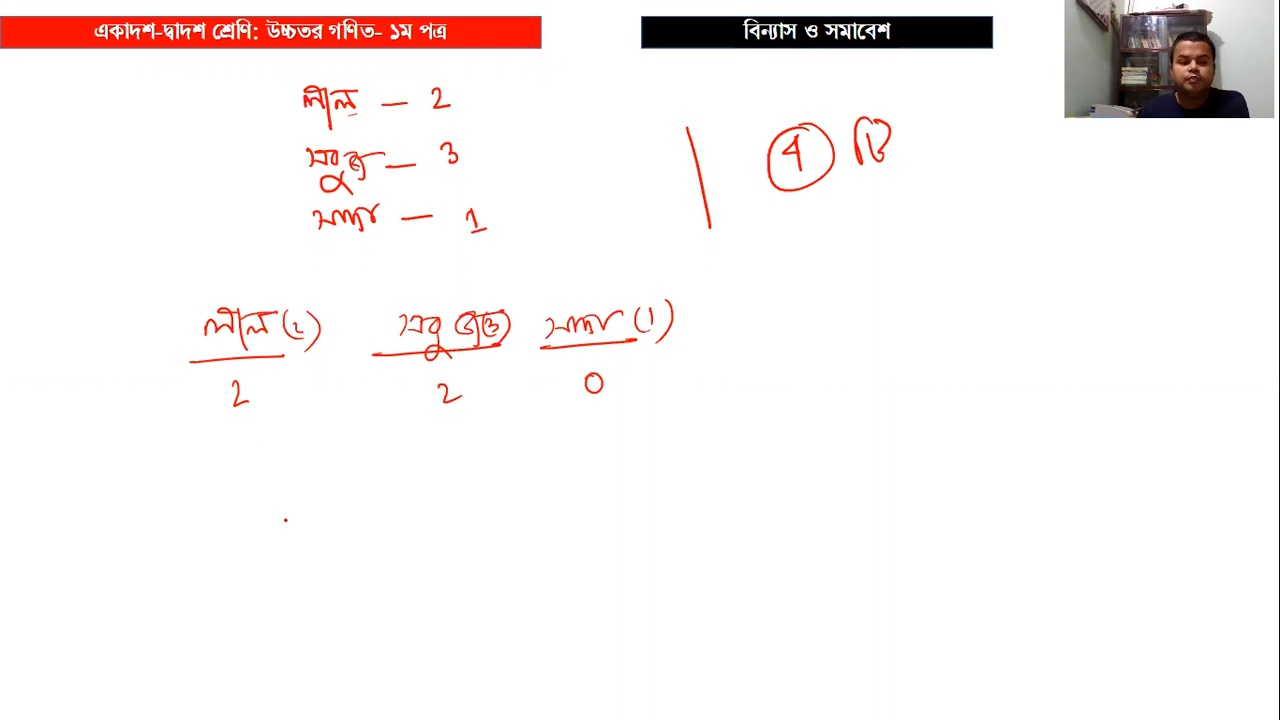 একাদশ-দ্বাদশ শ্রেণি: উচ্চতর গণিত- ১ম পত্র
বিন্যাস ও সমাবেশ
লাল — 2
সবুজ — 3
সাদা — 1
4 টি
লাল (2) সবুজ (3) সাদা (1)
2 2 0